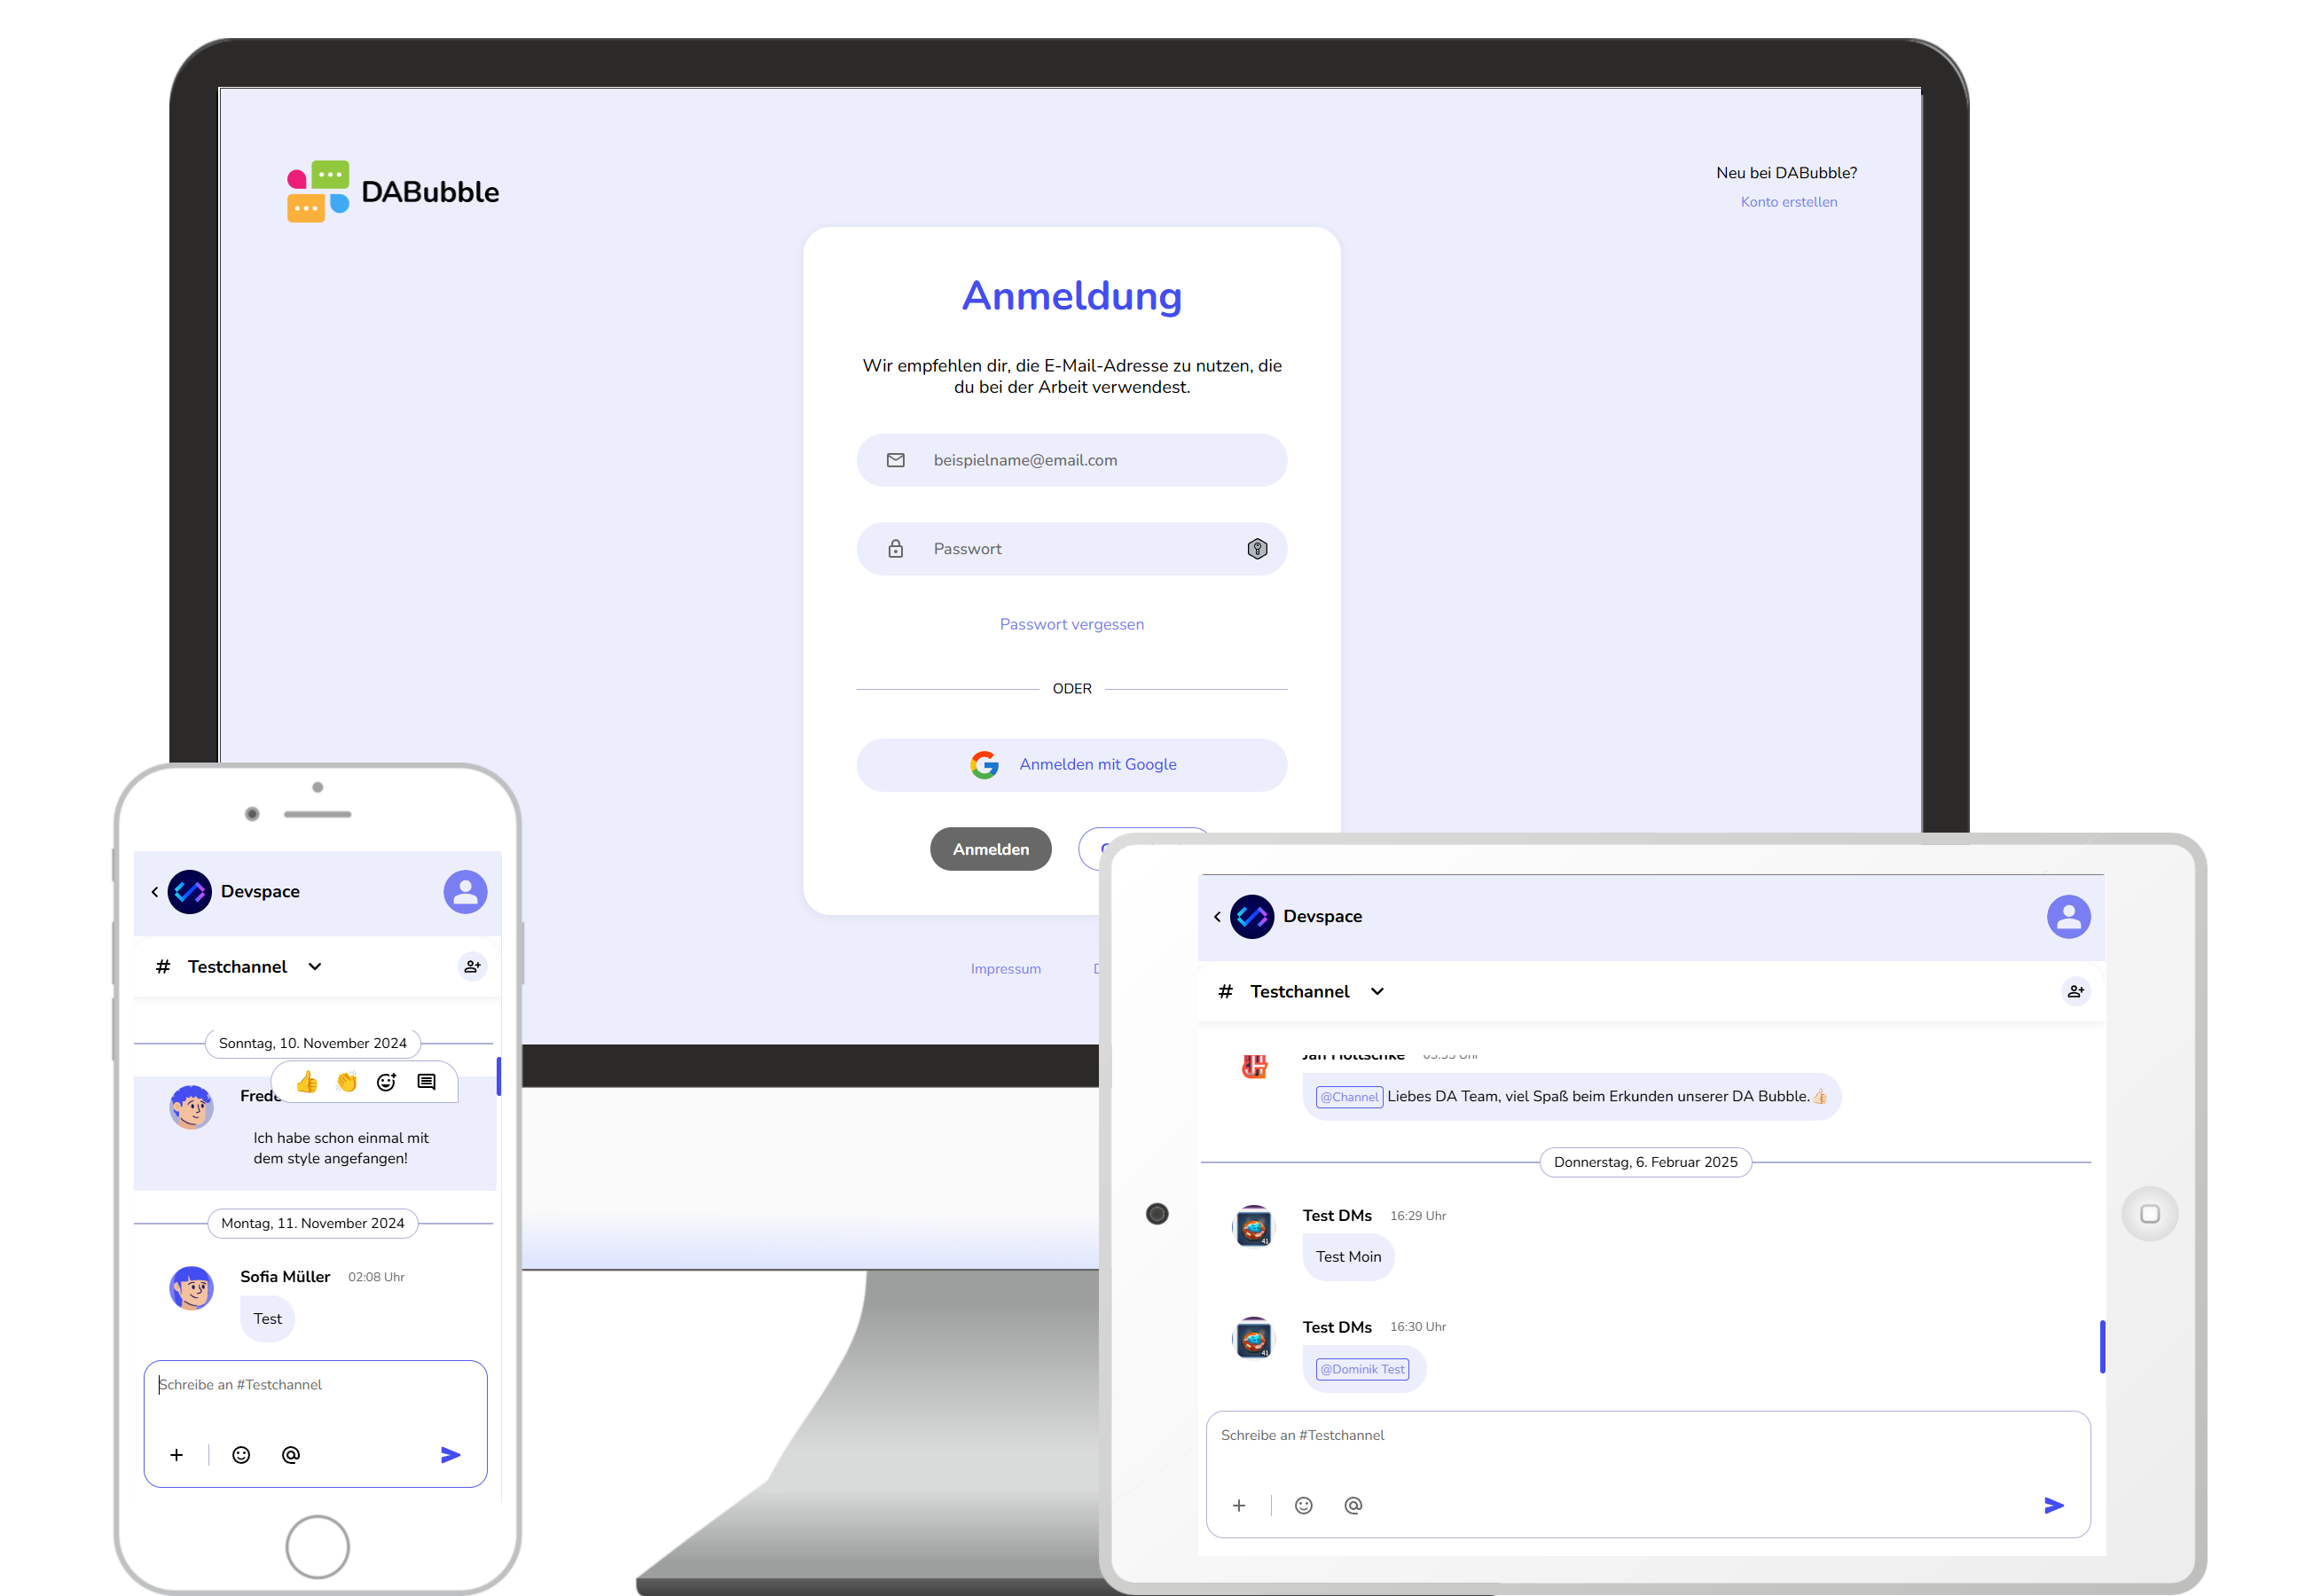 DABubble
Neu bei DABubble?
Konto erstellen
Anmeldung
Wir empfehlen dir, die E-Mail-Adresse zu nutzen, die
du bei der Arbeit verwendest.
beispielname@email.com
Passwort
Passwort vergessen
ODER
Anmelden mit Google
Anmelden
Impressum
Devspace
# Testchannel
Sonntag, 10. November 2024
Ich habe schon einmal mit
dem style angefangen!
Montag, 11. November 2024
Sofia Müller 02:08 Uhr
Test
Schreibe an #Testchannel
Devspace
# Testchannel
@Channel Liebes DA Team, viel Spaß beim Erkunden unserer DA Bubble.👍🏻
Donnerstag, 6. Februar 2025
Test DMs 16:29 Uhr
Test Moin
Test DMs 16:30 Uhr
@Dominik Test
Schreibe an #Testchannel